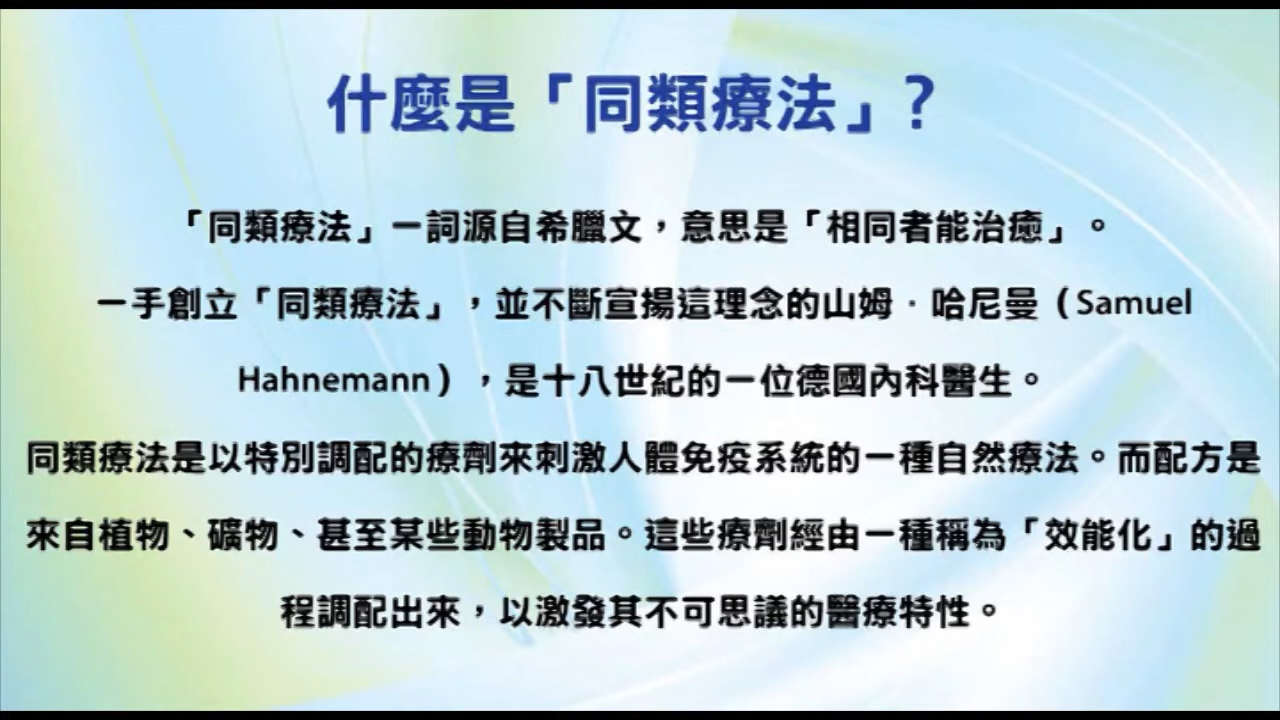 什麼是「同類療法」?
「同類療法」一詞源自希臘文，意思是「相同者能治癒」。
一手創立「同類療法」，並不斷宣揚這理念的山姆．哈尼曼（Samuel
Hahnemann），是十八世紀的一位德國內科醫生。
同類療法是以特別調配的療劑來刺激人體免疫系統的一種自然療法。而配方是
來自植物、礦物、甚至某些動物製品。這些療劑經由一種稱為「效能化」的過
程調配出來，以激發其不可思議的醫療特性。